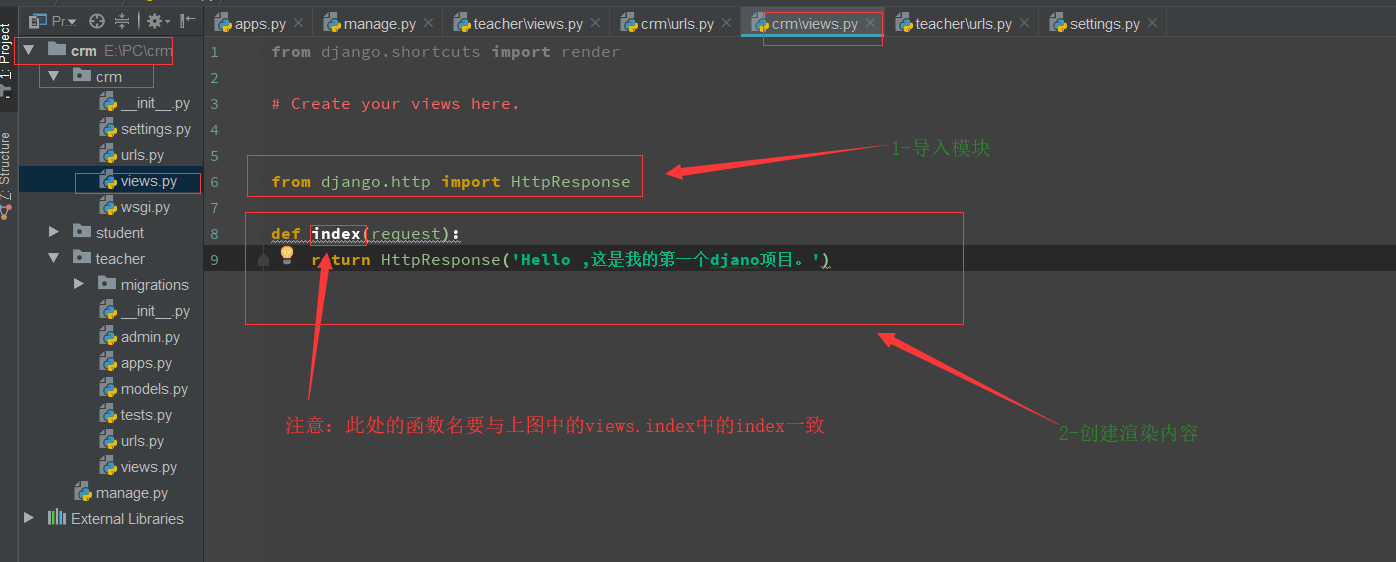 Pr...
apps.py
manage.py
teacher\views.py
crm\urls.py
crm\views.py
teacher\urls.py
settings.py
1: Project
7: Structure
crm E:\PC\crm
crm
__init__.py
settings.py
urls.py
views.py
wsgi.py
student
teacher
migrations
__init__.py
admin.py
apps.py
models.py
tests.py
urls.py
views.py
manage.py
External Libraries
1 from django.shortcuts import render
2
3 # Create your views here.
4
5
6 from django.http import HttpResponse
7
8 def index(request):
9 return HttpResponse('Hello ,这是我的第一个djano项目。')
1-导入模块
注意：此处的函数名要与上图中的views.index中的index一致
2-创建渲染内容